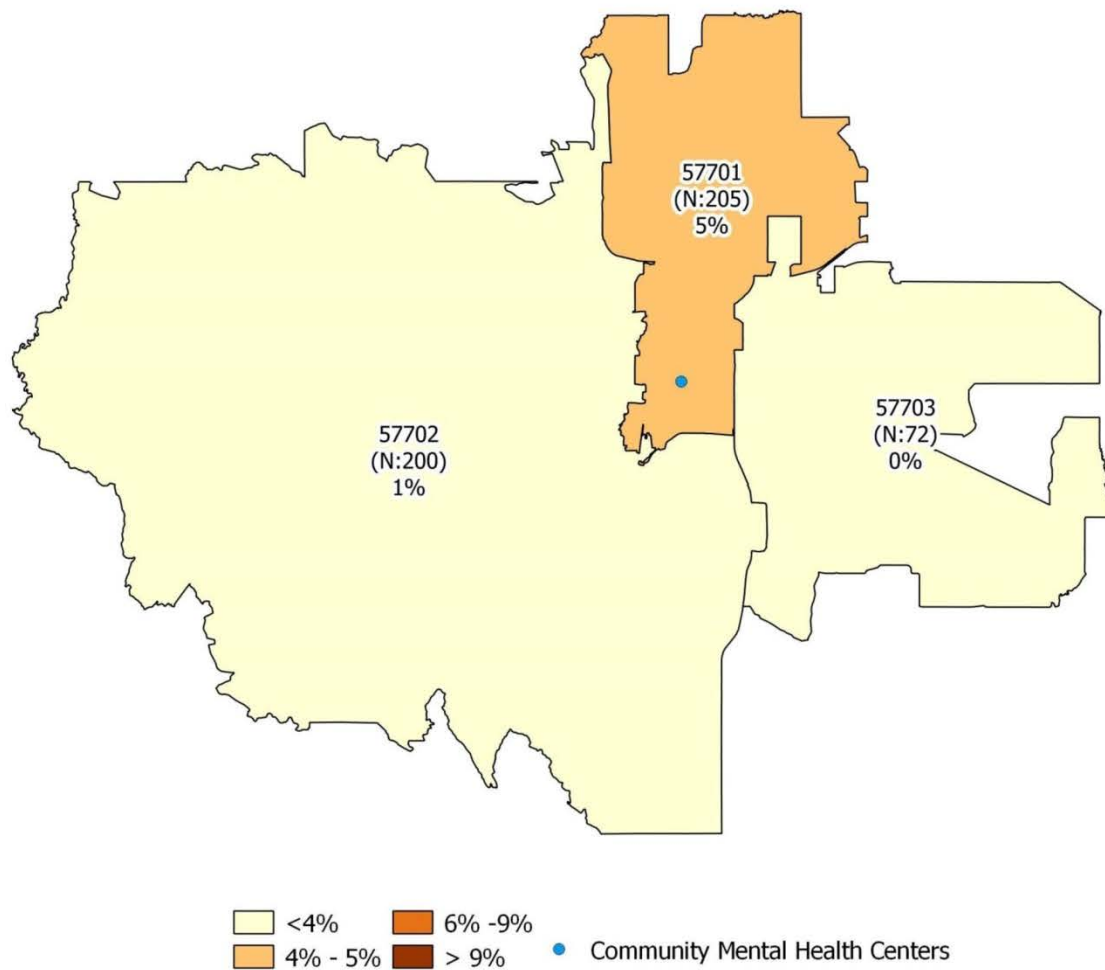 57701
(N:205)
5%
57702
(N:200)
1%
57703
(N:72)
0%
<4%
4% - 5%
6% -9%
> 9%
Community Mental Health Centers